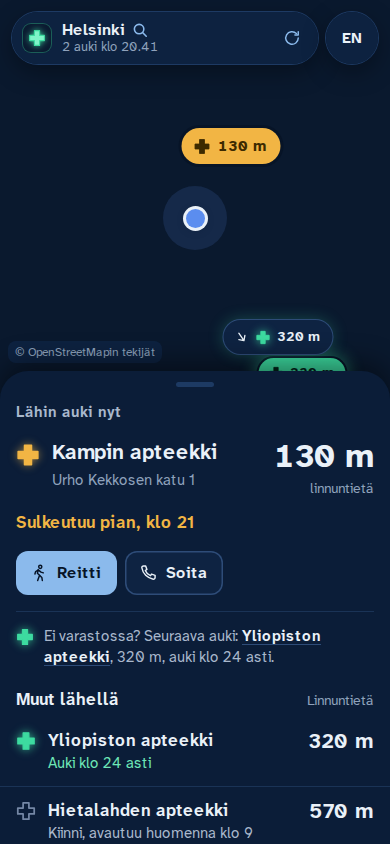 Helsinki
2 auki klo 20.41
EN
130 m
320 m
© OpenStreetMapin tekijät
Lähin auki nyt
Kampin apteekki
130 m
Urho Kekkosen katu 1
linnuntietä
Sulkeutuu pian, klo 21
Reitti
Soita
Ei varastossa? Seuraava auki: Yliopiston
apteekki, 320 m, auki klo 24 asti.
Muut lähellä
Linnuntietä
Yliopiston apteekki
320 m
Auki klo 24 asti
Hietalahden apteekki
570 m
Kiinni, avautuu huomenna klo 9